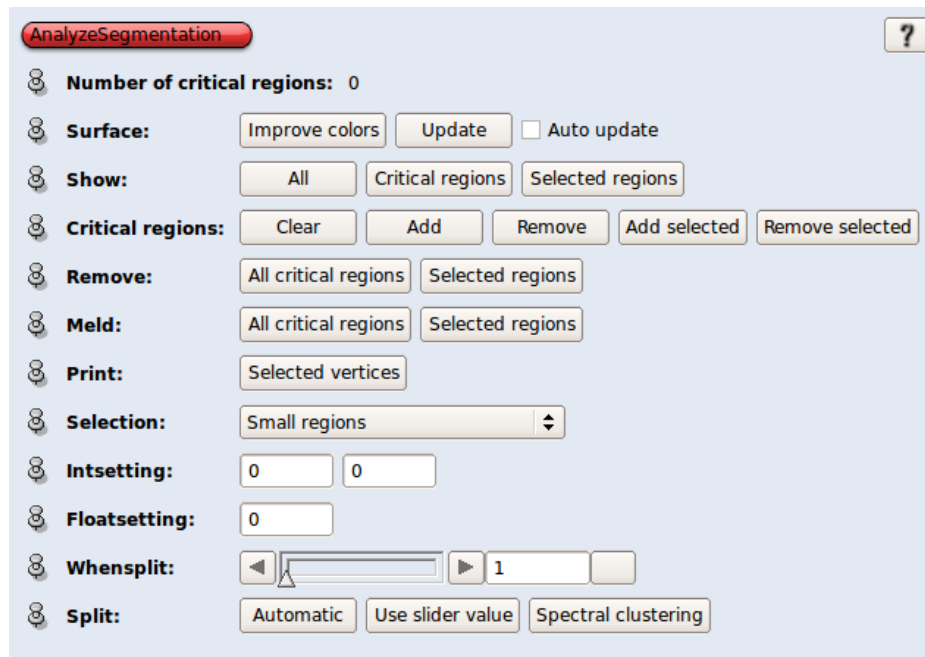 AnalyzeSegmentation ?
Number of critical regions: 0
Surface: Improve colors Update Auto update
Show: All Critical regions Selected regions
Critical regions: Clear Add Remove Add selected Remove selected
Remove: All critical regions Selected regions
Meld: All critical regions Selected regions
Print: Selected vertices
Selection: Small regions
Intsetting: 0 0
Floatsetting: 0
Whensplit: 1
Split: Automatic Use slider value Spectral clustering